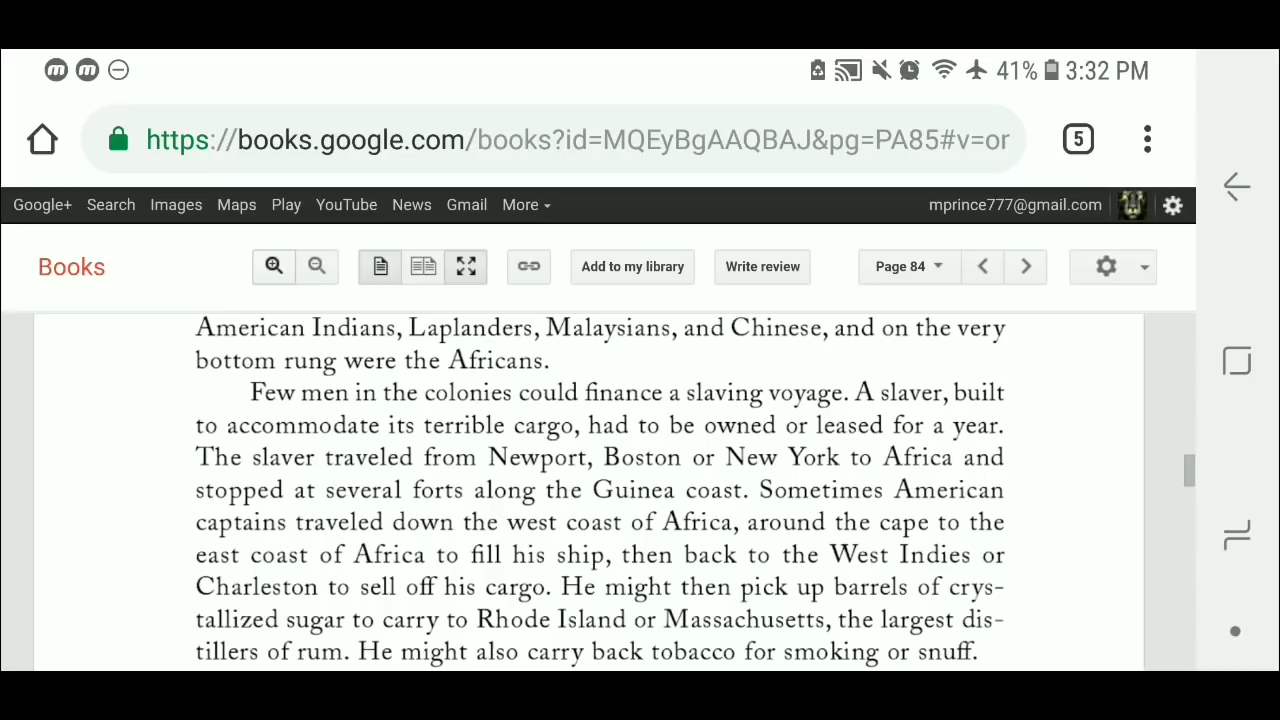 41% 3:32 PM
https://books.google.com/books?id=MQEyBgAAQBAJ&pg=PA85#v=or 5
Google+ Search Images Maps Play YouTube News Gmail More mprince777@gmail.com
Books Add to my library Write review Page 84
American Indians, Laplanders, Malaysians, and Chinese, and on the very
bottom rung were the Africans.
Few men in the colonies could finance a slaving voyage. A slaver, built
to accommodate its terrible cargo, had to be owned or leased for a year.
The slaver traveled from Newport, Boston or New York to Africa and
stopped at several forts along the Guinea coast. Sometimes American
captains traveled down the west coast of Africa, around the cape to the
east coast of Africa to fill his ship, then back to the West Indies or
Charleston to sell off his cargo. He might then pick up barrels of crys-
tallized sugar to carry to Rhode Island or Massachusetts, the largest dis-
tillers of rum. He might also carry back tobacco for smoking or snuff.